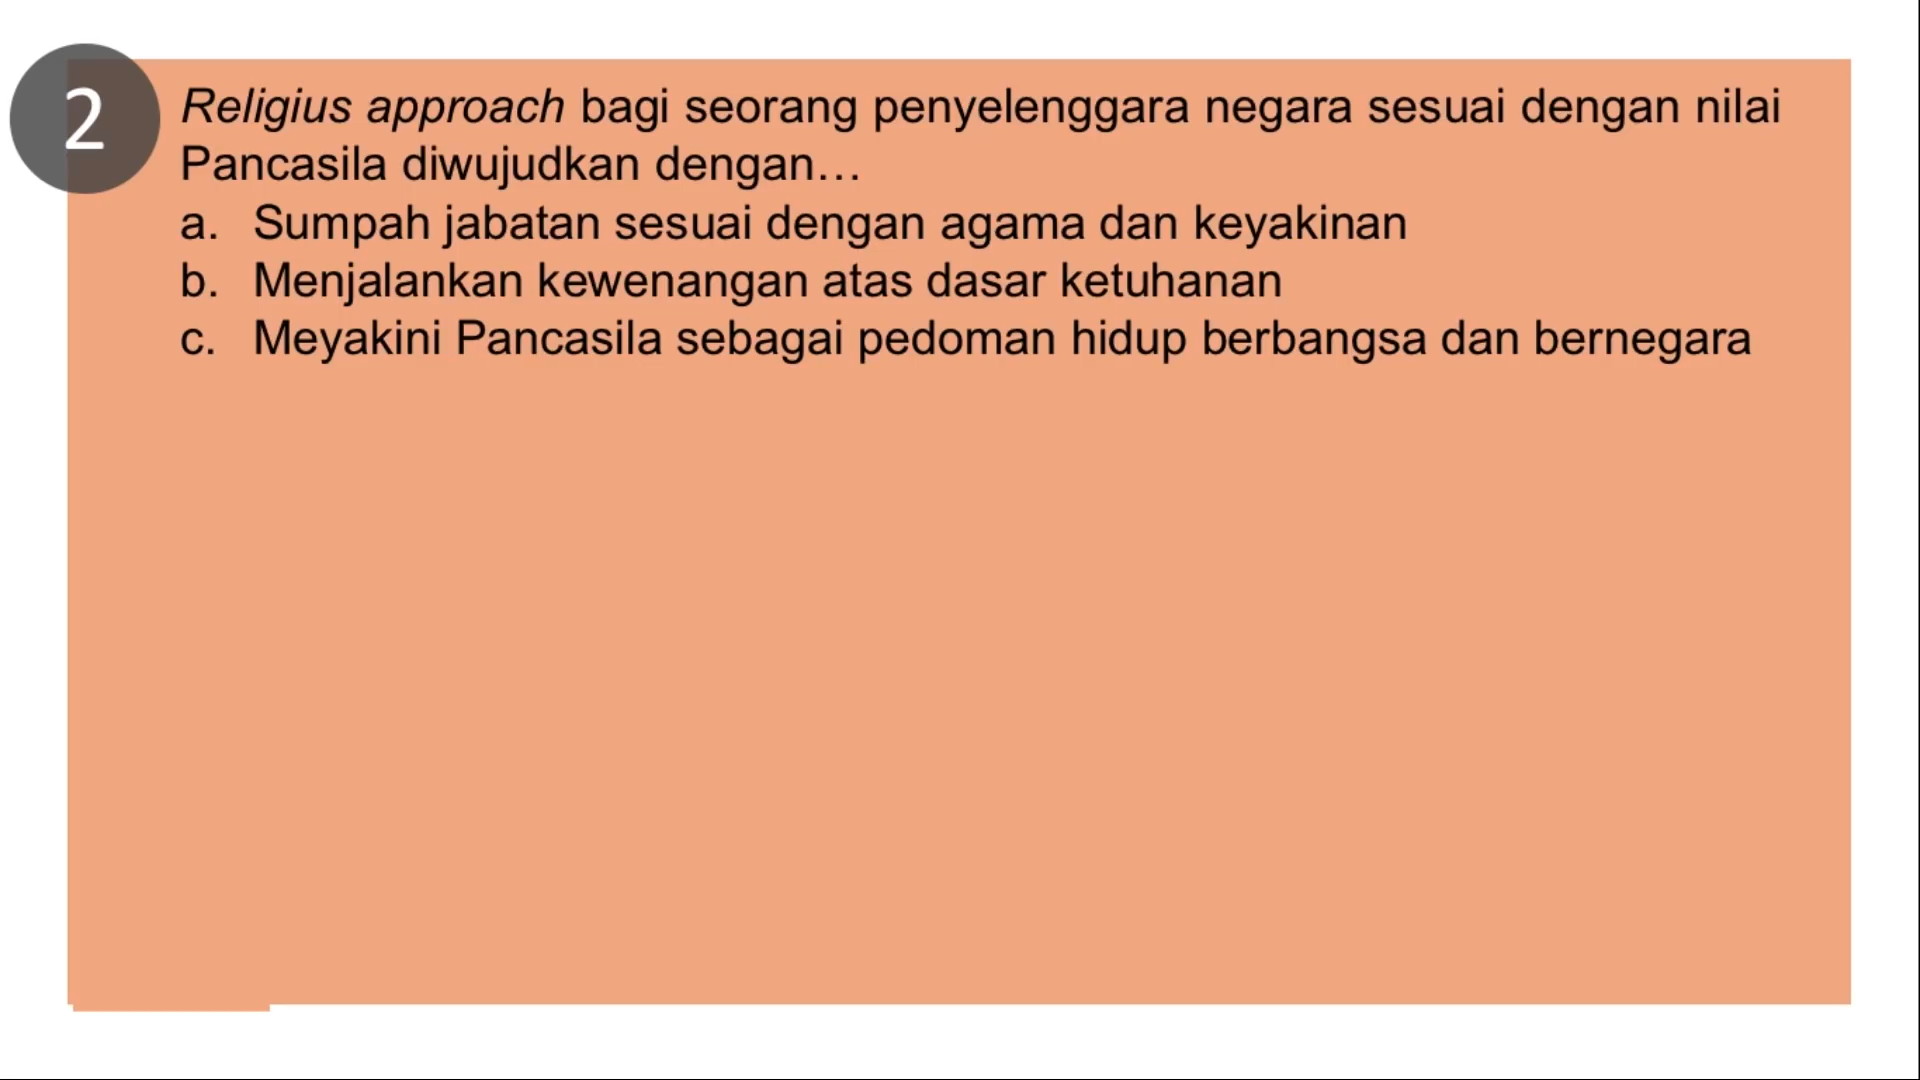 2
Religius approach bagi seorang penyelenggara negara sesuai dengan nilai
Pancasila diwujudkan dengan…
a. Sumpah jabatan sesuai dengan agama dan keyakinan
b. Menjalankan kewenangan atas dasar ketuhanan
c. Meyakini Pancasila sebagai pedoman hidup berbangsa dan bernegara